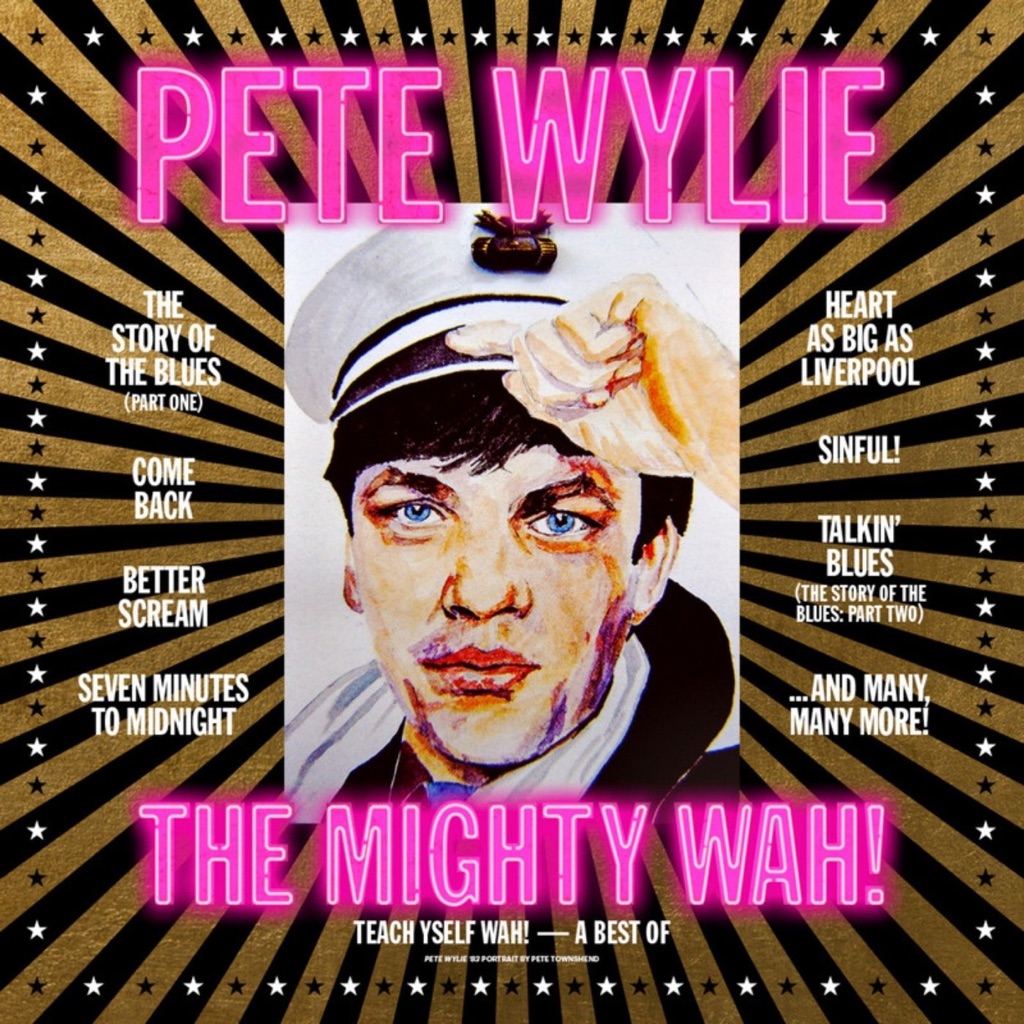 PETE WYLIE
THE
STORY OF
THE BLUES
(PART ONE)
COME
BACK
BETTER
SCREAM
SEVEN MINUTES
TO MIDNIGHT
HEART
AS BIG AS
LIVERPOOL
SINFUL!
TALKIN'
BLUES
(THE STORY OF THE
BLUES: PART TWO)
...AND MANY,
MANY MORE!
THE MIGHTY WAH!
TEACH YSELF WAH! — A BEST OF
PETE WYLIE '83 PORTRAIT BY PETE TOWNSHEND